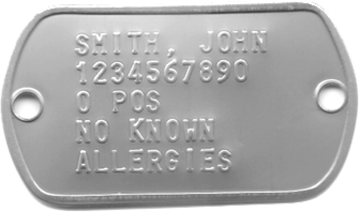 SMITH, JOHN
1234567890
O POS
NO KNOWN
ALLERGIES